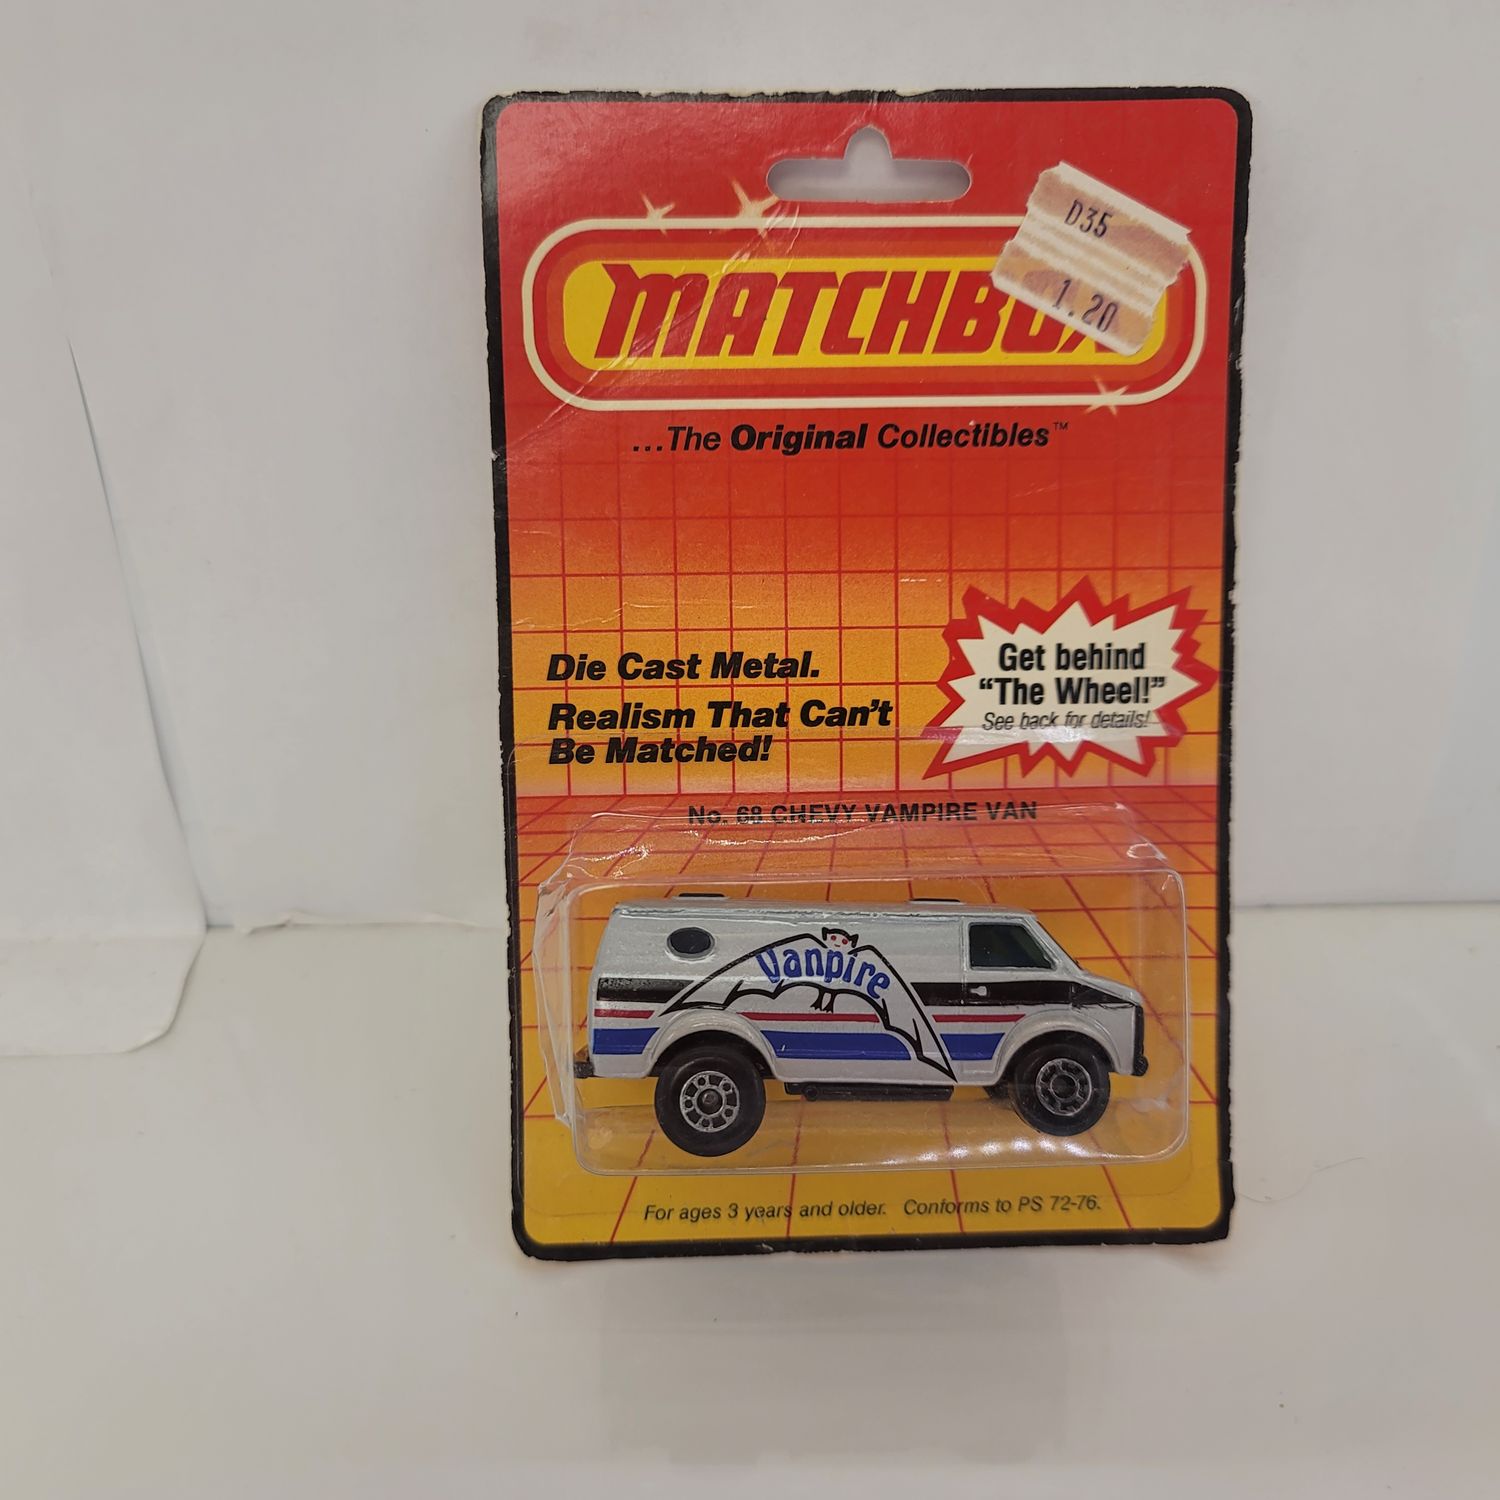 D35
1.20
MATCHBOX
...The Original Collectibles™
Die Cast Metal.
Realism That Can't
Be Matched!
Get behind
"The Wheel!"
See back for details!
No. 68 CHEVY VAMPIRE VAN
Vanpire
For ages 3 years and older. Conforms to PS 72-76.